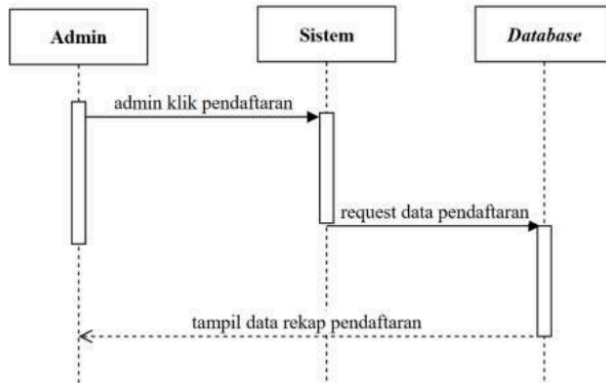 Admin
Sistem
Database
admin klik pendaftaran
request data pendaftaran
tampil data rekap pendaftaran